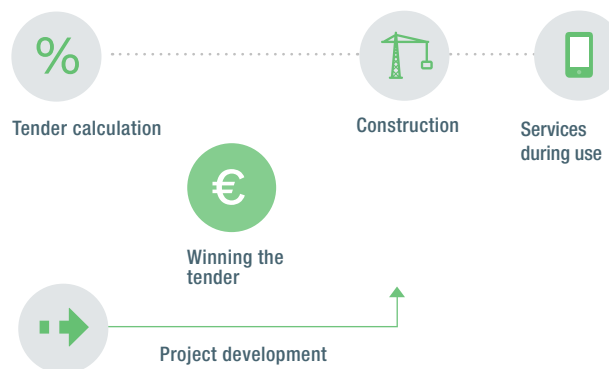 %
Tender calculation
Construction
Services
during use
€
Winning the
tender
Project development